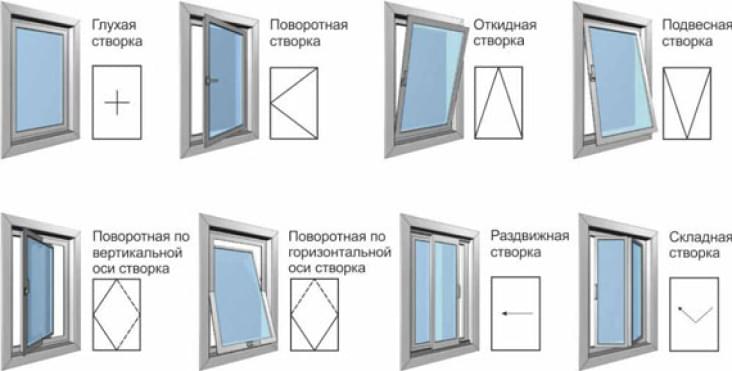 Глухая
створка
Поворотная
створка
Откидная
створка
Подвесная
створка
Поворотная по
вертикальной
оси створка
Поворотная по
горизонтальной
оси створка
Раздвижная
створка
Складная
створка